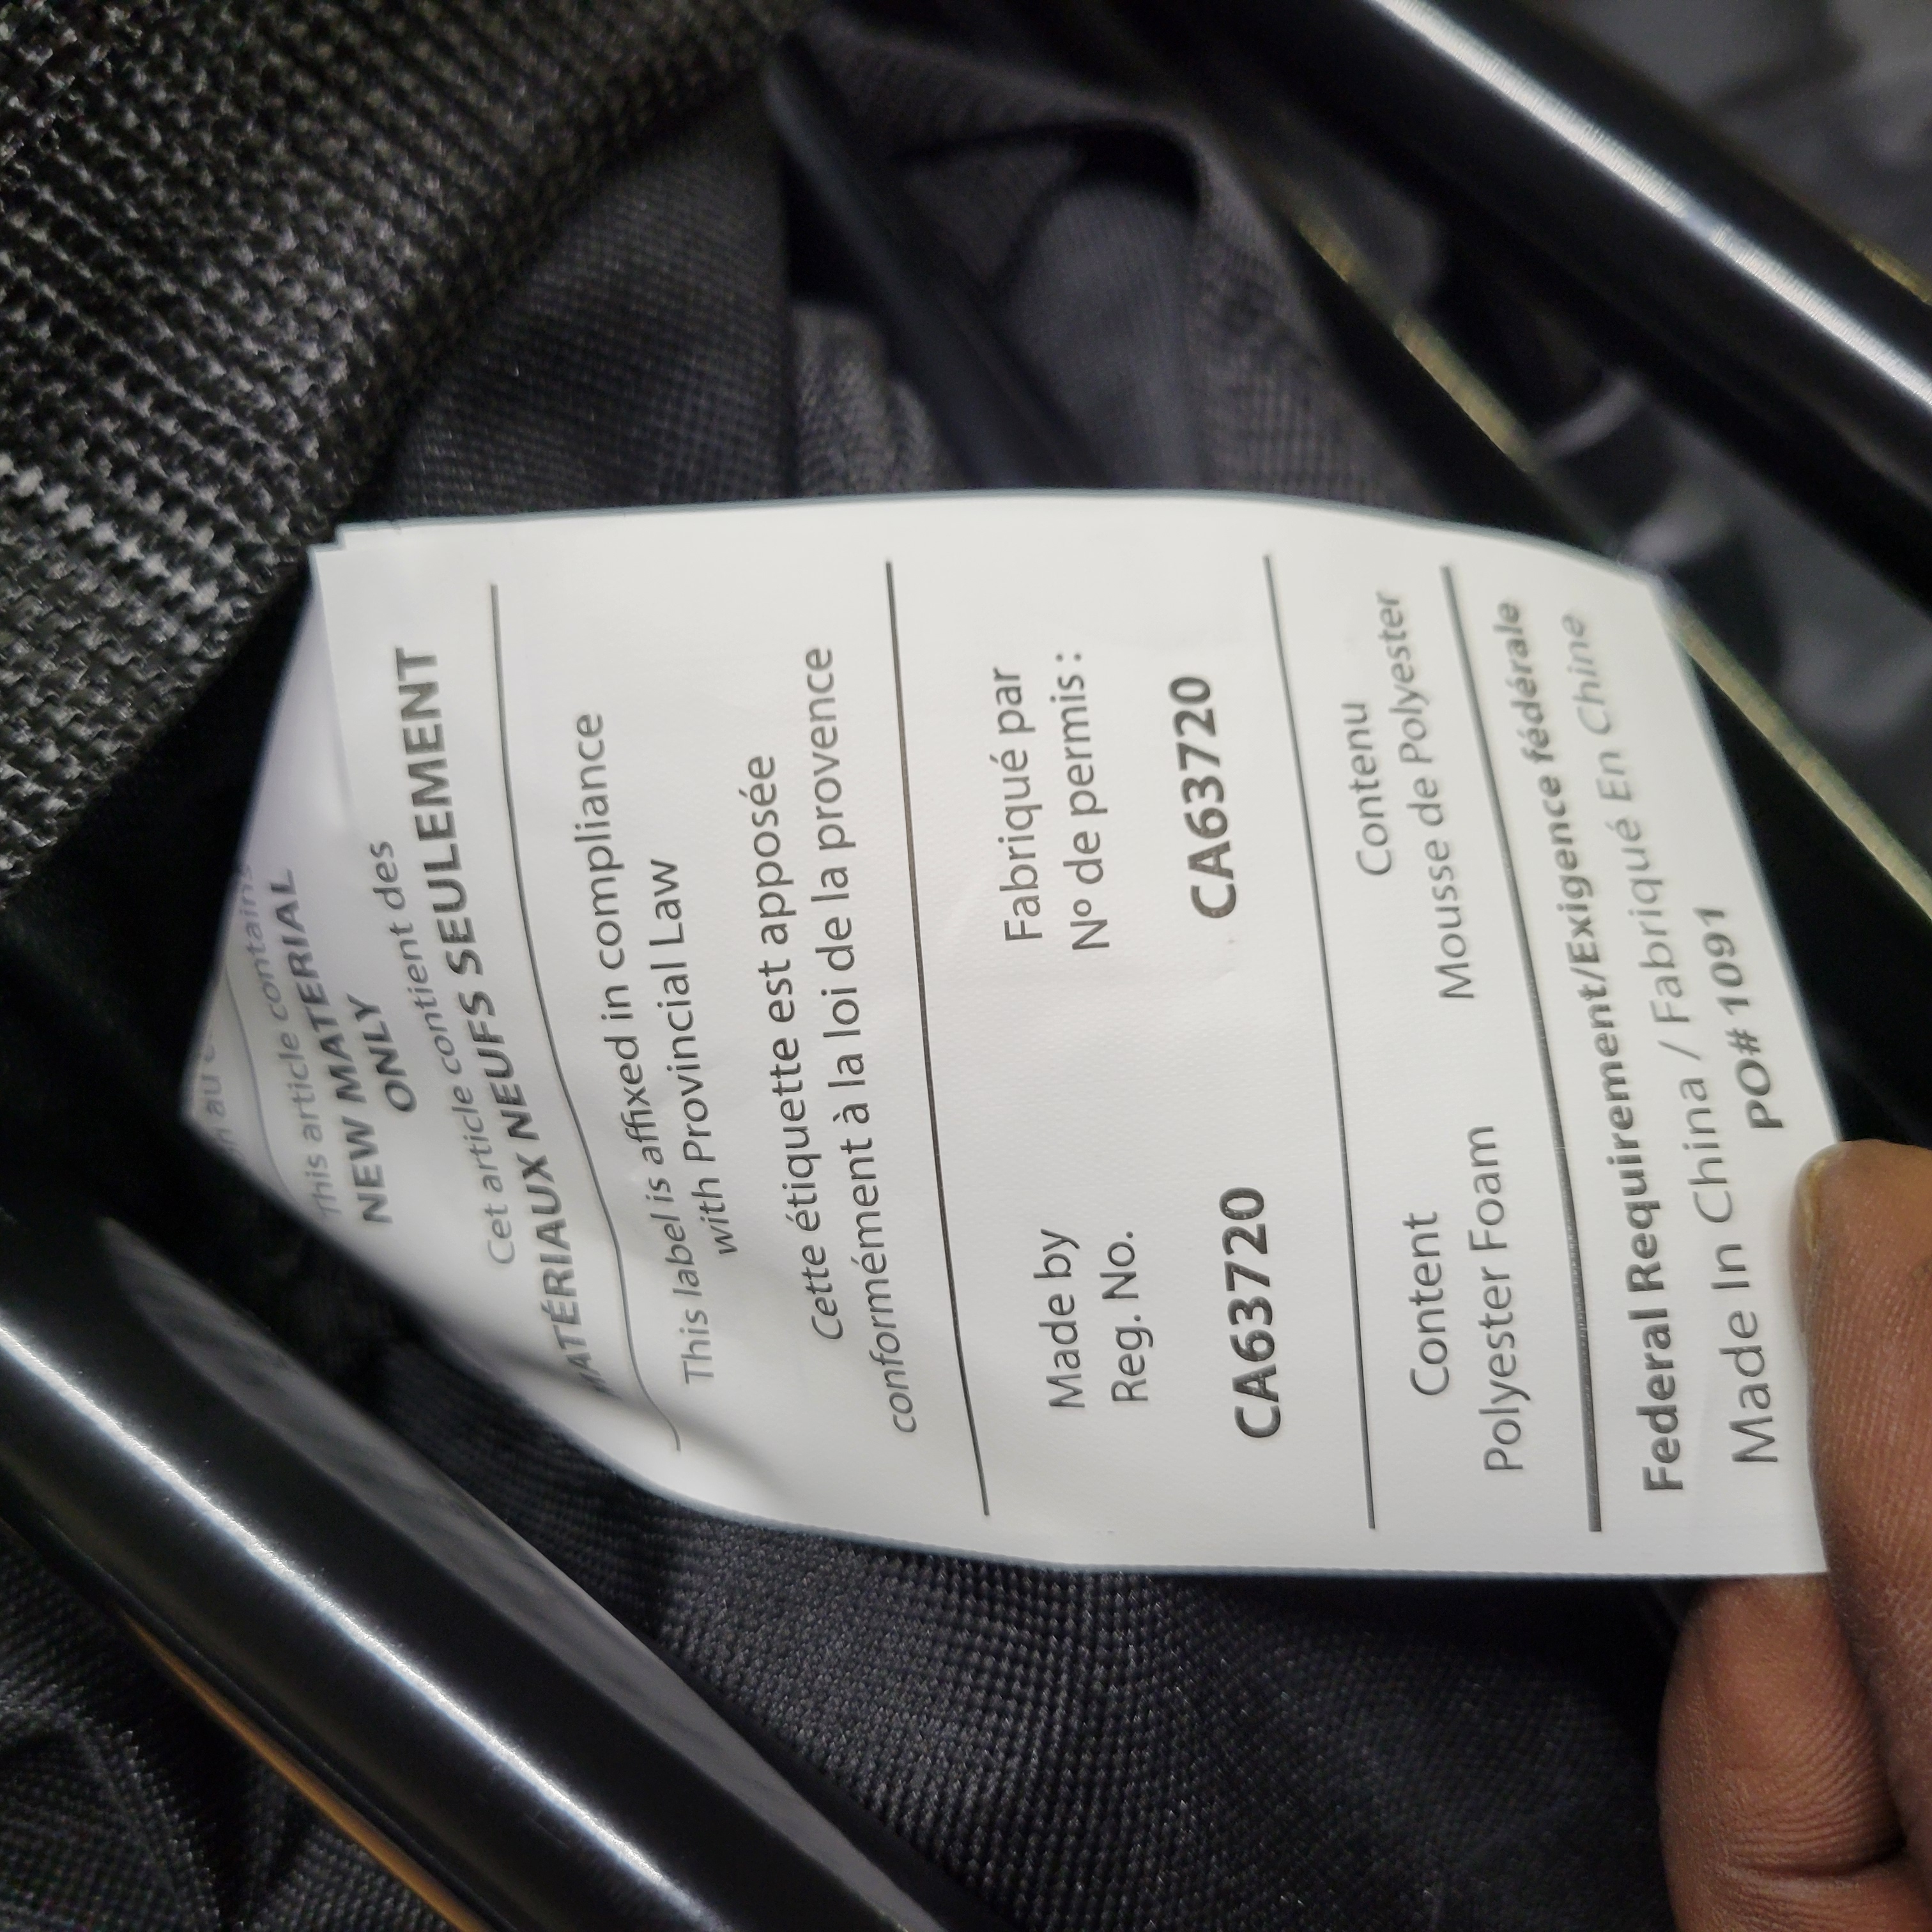 au
This article contains
NEW MATERIAL
ONLY
Cet article contient des
MATÉRIAUX NEUFS SEULEMENT
This label is affixed in compliance
with Provincial Law
Cette étiquette est apposée
conformément à la loi de la provence
Made by
Reg. No.
CA63720
Fabriqué par
Nº de permis :
CA63720
Content
Polyester Foam
Contenu
Mousse de Polyester
Federal Requirement/Exigence fédérale
Made In China / Fabriqué En Chine
PO# 1091